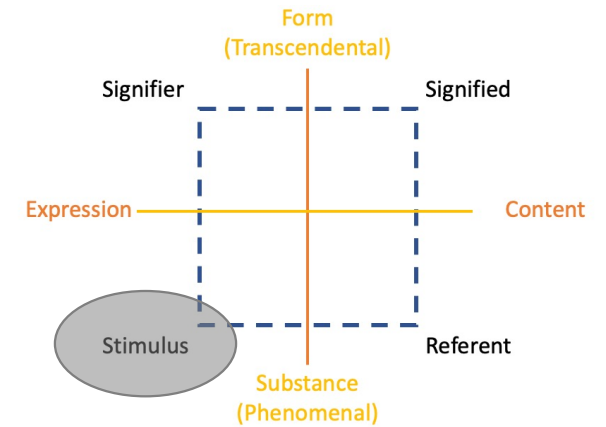 Form
(Transcendental)
Signifier
Signified
Expression
Content
Stimulus
Referent
Substance
(Phenomenal)